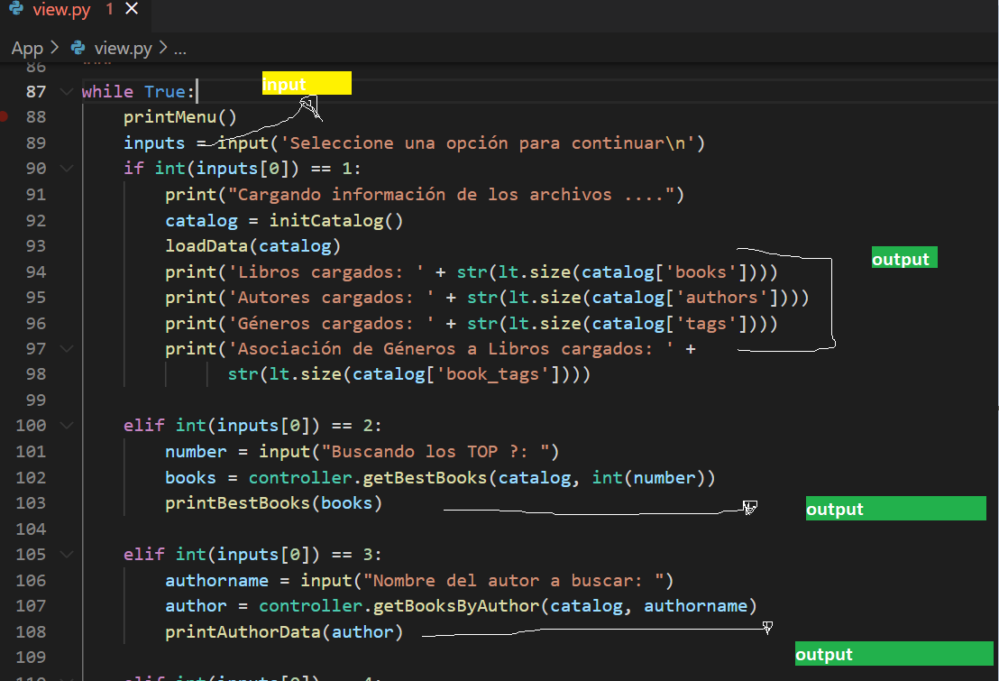 view.py 1
App > view.py > ...
86 """
87 while True:
input
88 printMenu()
89 inputs = input('Seleccione una opción para continuar\n')
90 if int(inputs[0]) == 1:
91 print("Cargando información de los archivos ....")
92 catalog = initCatalog()
93 loadData(catalog)
output
94 print('Libros cargados: ' + str(lt.size(catalog['books'])))
95 print('Autores cargados: ' + str(lt.size(catalog['authors'])))
96 print('Géneros cargados: ' + str(lt.size(catalog['tags'])))
97 print('Asociación de Géneros a Libros cargados: ' +
98 str(lt.size(catalog['book_tags'])))
99
100 elif int(inputs[0]) == 2:
101 number = input("Buscando los TOP ?: ")
102 books = controller.getBestBooks(catalog, int(number))
103 printBestBooks(books)
output
104
105 elif int(inputs[0]) == 3:
106 authorname = input("Nombre del autor a buscar: ")
107 author = controller.getBooksByAuthor(catalog, authorname)
108 printAuthorData(author)
output
109
110 elif int(inputs[0]) == 4: